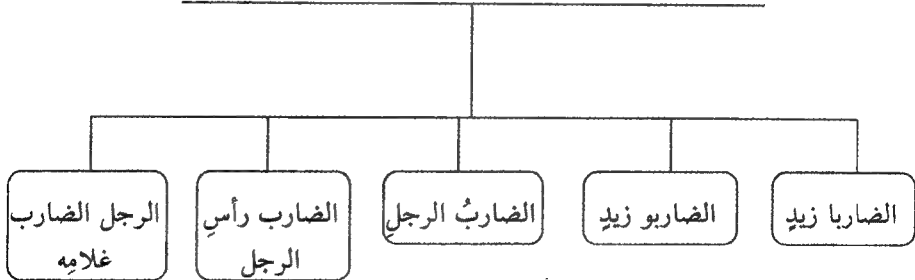 الضاربا زيدٍ
الضاربو زيدٍ
الضاربُ الرجلِ
الضارب رأسِ
الرجل
الرجل الضارب
غلامِه